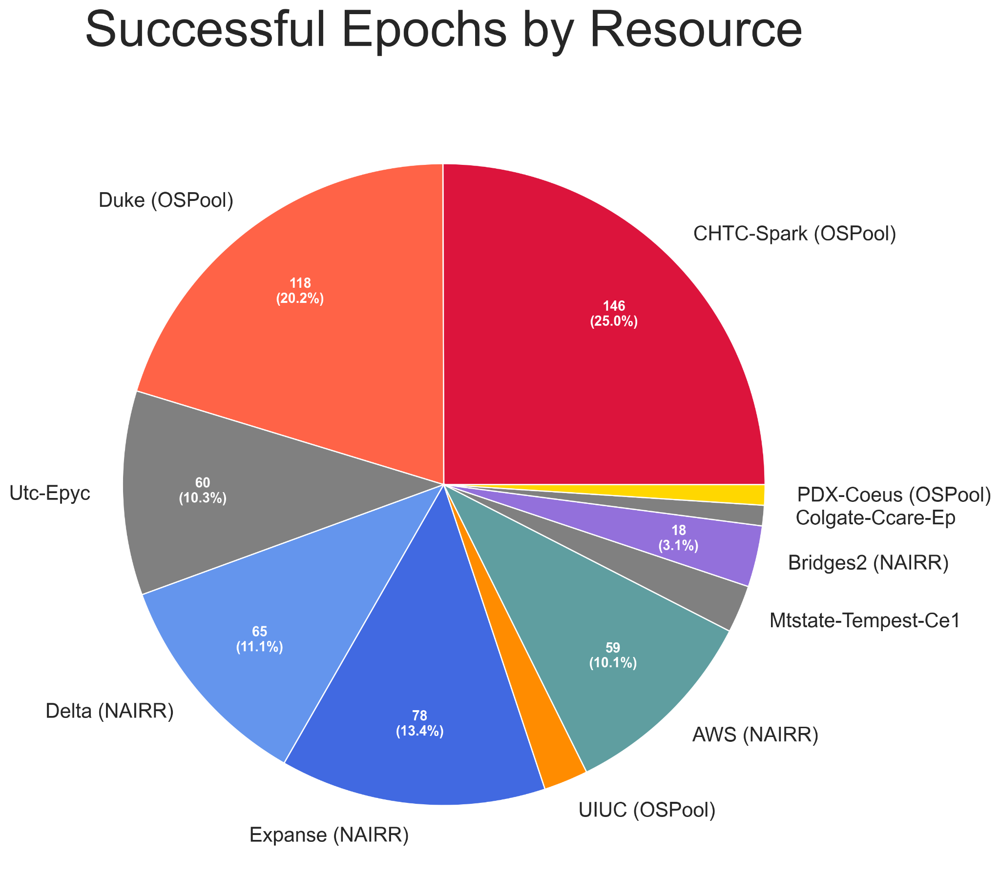 Successful Epochs by Resource
Duke (OSPool)
CHTC-Spark (OSPool)
118
(20.2%)
146
(25.0%)
Utc-Epyc
60
(10.3%)
PDX-Coeus (OSPool)
Colgate-Ccare-Ep
18
(3.1%)
Bridges2 (NAIRR)
Mtstate-Tempest-Ce1
65
(11.1%)
59
(10.1%)
Delta (NAIRR)
78
(13.4%)
AWS (NAIRR)
UIUC (OSPool)
Expanse (NAIRR)